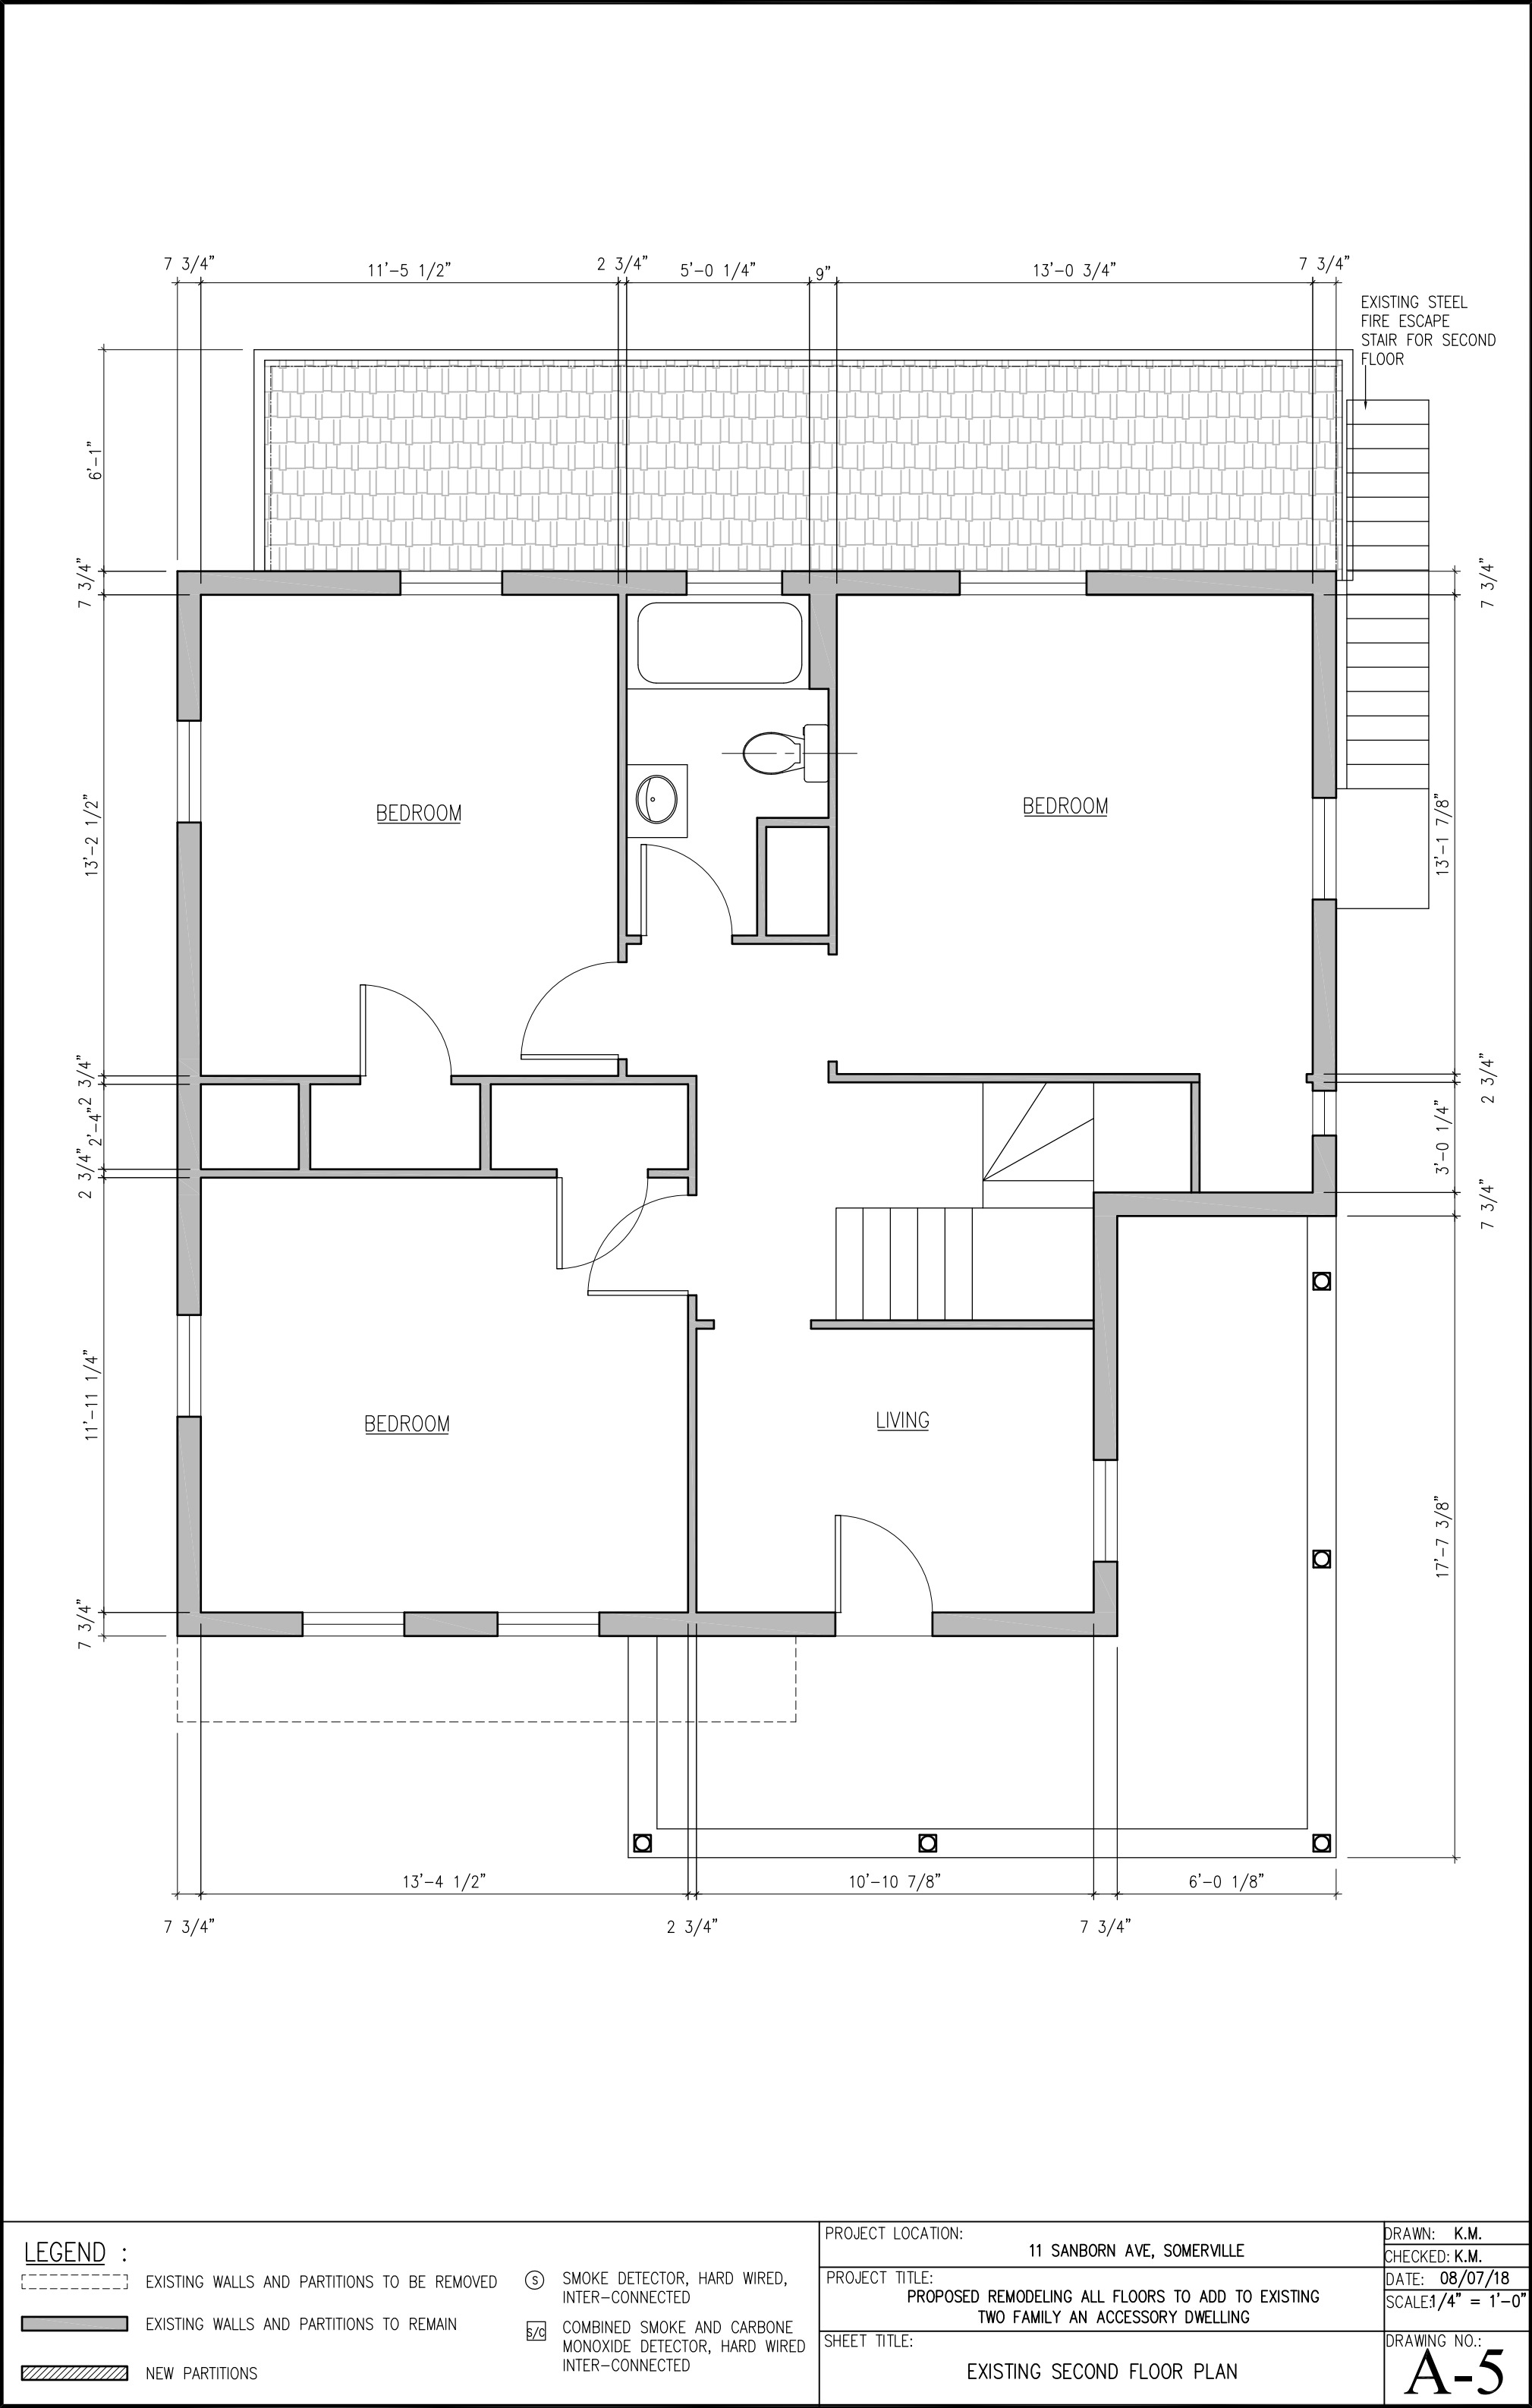 7 3/4"
11'-5 1/2"
2 3/4"
5'-0 1/4"
9"
13'-0 3/4"
7 3/4"
EXISTING STEEL
FIRE ESCAPE
STAIR FOR SECOND
FLOOR
6'-1"
7 3/4"
13'-2 1/2"
2 3/4"
2'-4"
2 3/4"
11'-11 1/4"
7 3/4"
BEDROOM
BEDROOM
BEDROOM
LIVING
7 3/4"
13'-1 7/8"
2 3/4"
3'-0 1/4"
7 3/4"
17'-7 3/8"
13'-4 1/2"
10'-10 7/8"
6'-0 1/8"
7 3/4"
2 3/4"
7 3/4"
LEGEND :
EXISTING WALLS AND PARTITIONS TO BE REMOVED
EXISTING WALLS AND PARTITIONS TO REMAIN
NEW PARTITIONS
S
SMOKE DETECTOR, HARD WIRED,
INTER-CONNECTED
S/C
COMBINED SMOKE AND CARBONE
MONOXIDE DETECTOR, HARD WIRED
INTER-CONNECTED
PROJECT LOCATION:
11 SANBORN AVE, SOMERVILLE
PROJECT TITLE:
PROPOSED REMODELING ALL FLOORS TO ADD TO EXISTING
TWO FAMILY AN ACCESSORY DWELLING
SHEET TITLE:
EXISTING SECOND FLOOR PLAN
DRAWN: K.M.
CHECKED: K.M.
DATE: 08/07/18
SCALE: 1/4" = 1'-0"
DRAWING NO.:
A-5